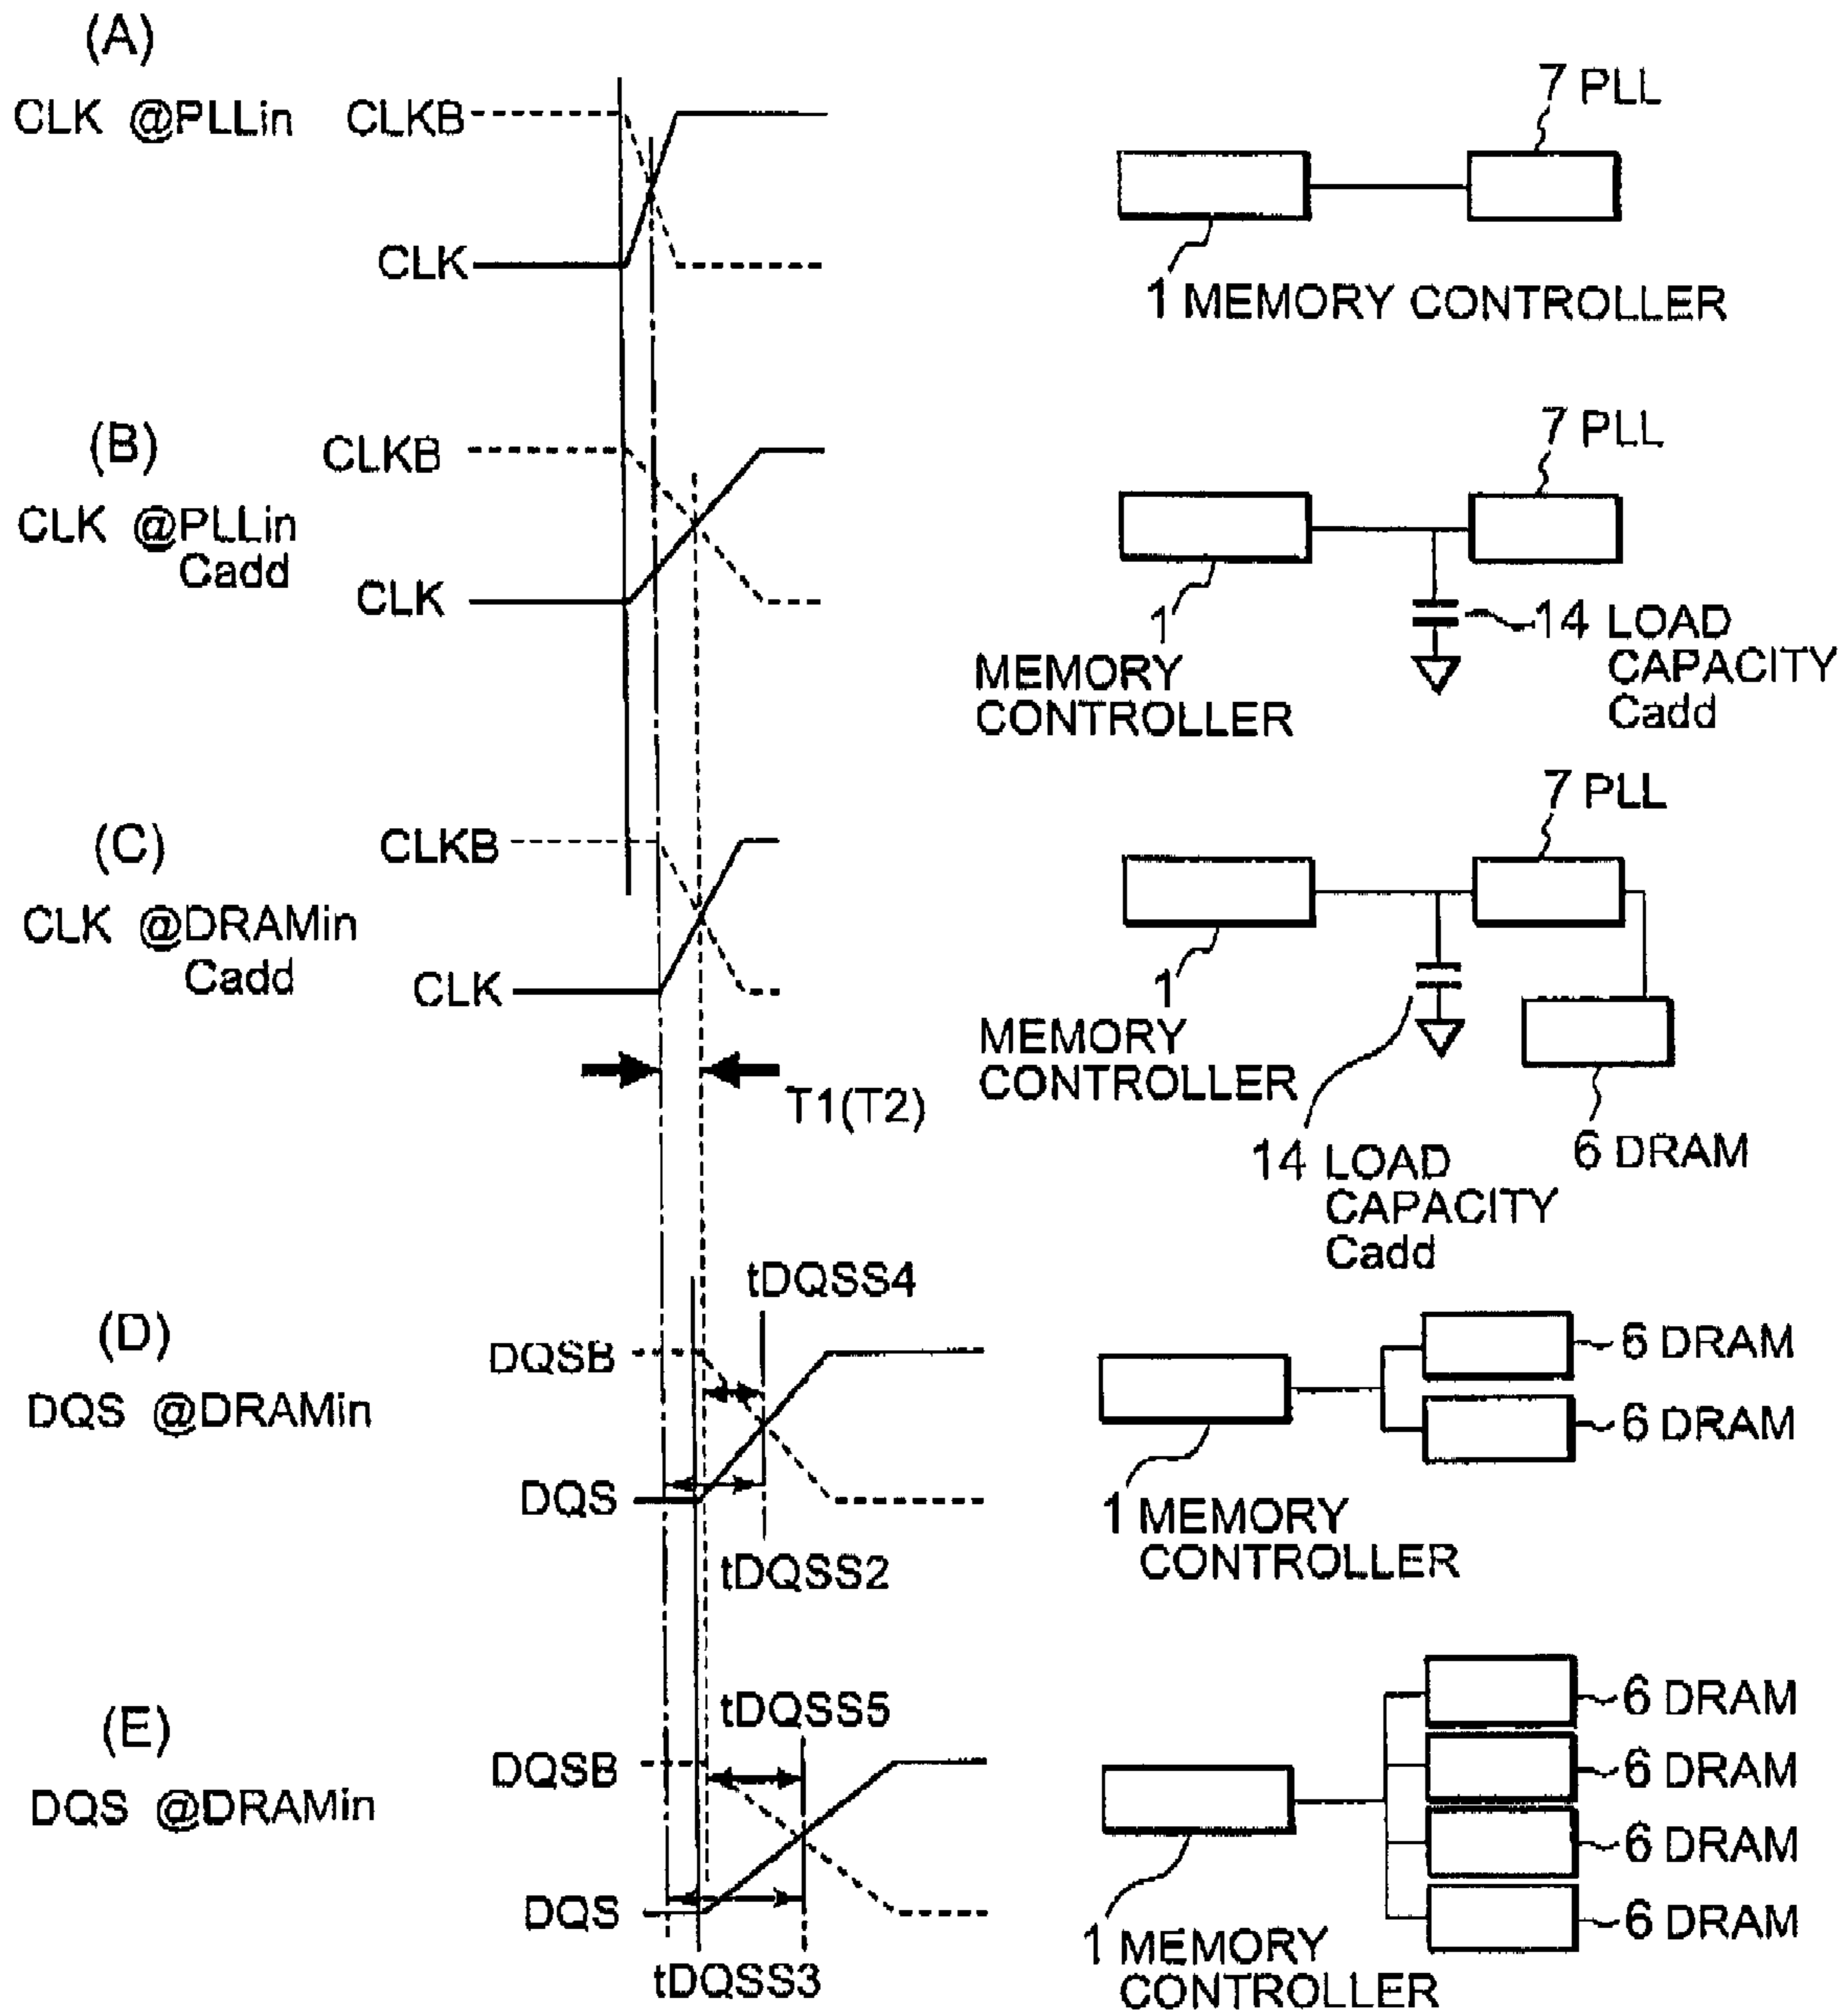 (A)
CLK @PLLin
CLKB
CLK
7 PLL
1 MEMORY CONTROLLER
(B)
CLK @PLLin
Cadd
CLKB
CLK
7 PLL
1
MEMORY
CONTROLLER
14 LOAD
CAPACITY
Cadd
(C)
CLK @DRAMin
Cadd
CLKB
CLK
T1(T2)
7 PLL
1
MEMORY
CONTROLLER
14 LOAD
CAPACITY
Cadd
6 DRAM
(D)
DQS @DRAMin
tDQSS4
DQSB
DQS
tDQSS2
6 DRAM
6 DRAM
1 MEMORY
CONTROLLER
(E)
DQS @DRAMin
tDQSS5
DQSB
DQS
tDQSS3
6 DRAM
6 DRAM
6 DRAM
6 DRAM
1 MEMORY
CONTROLLER